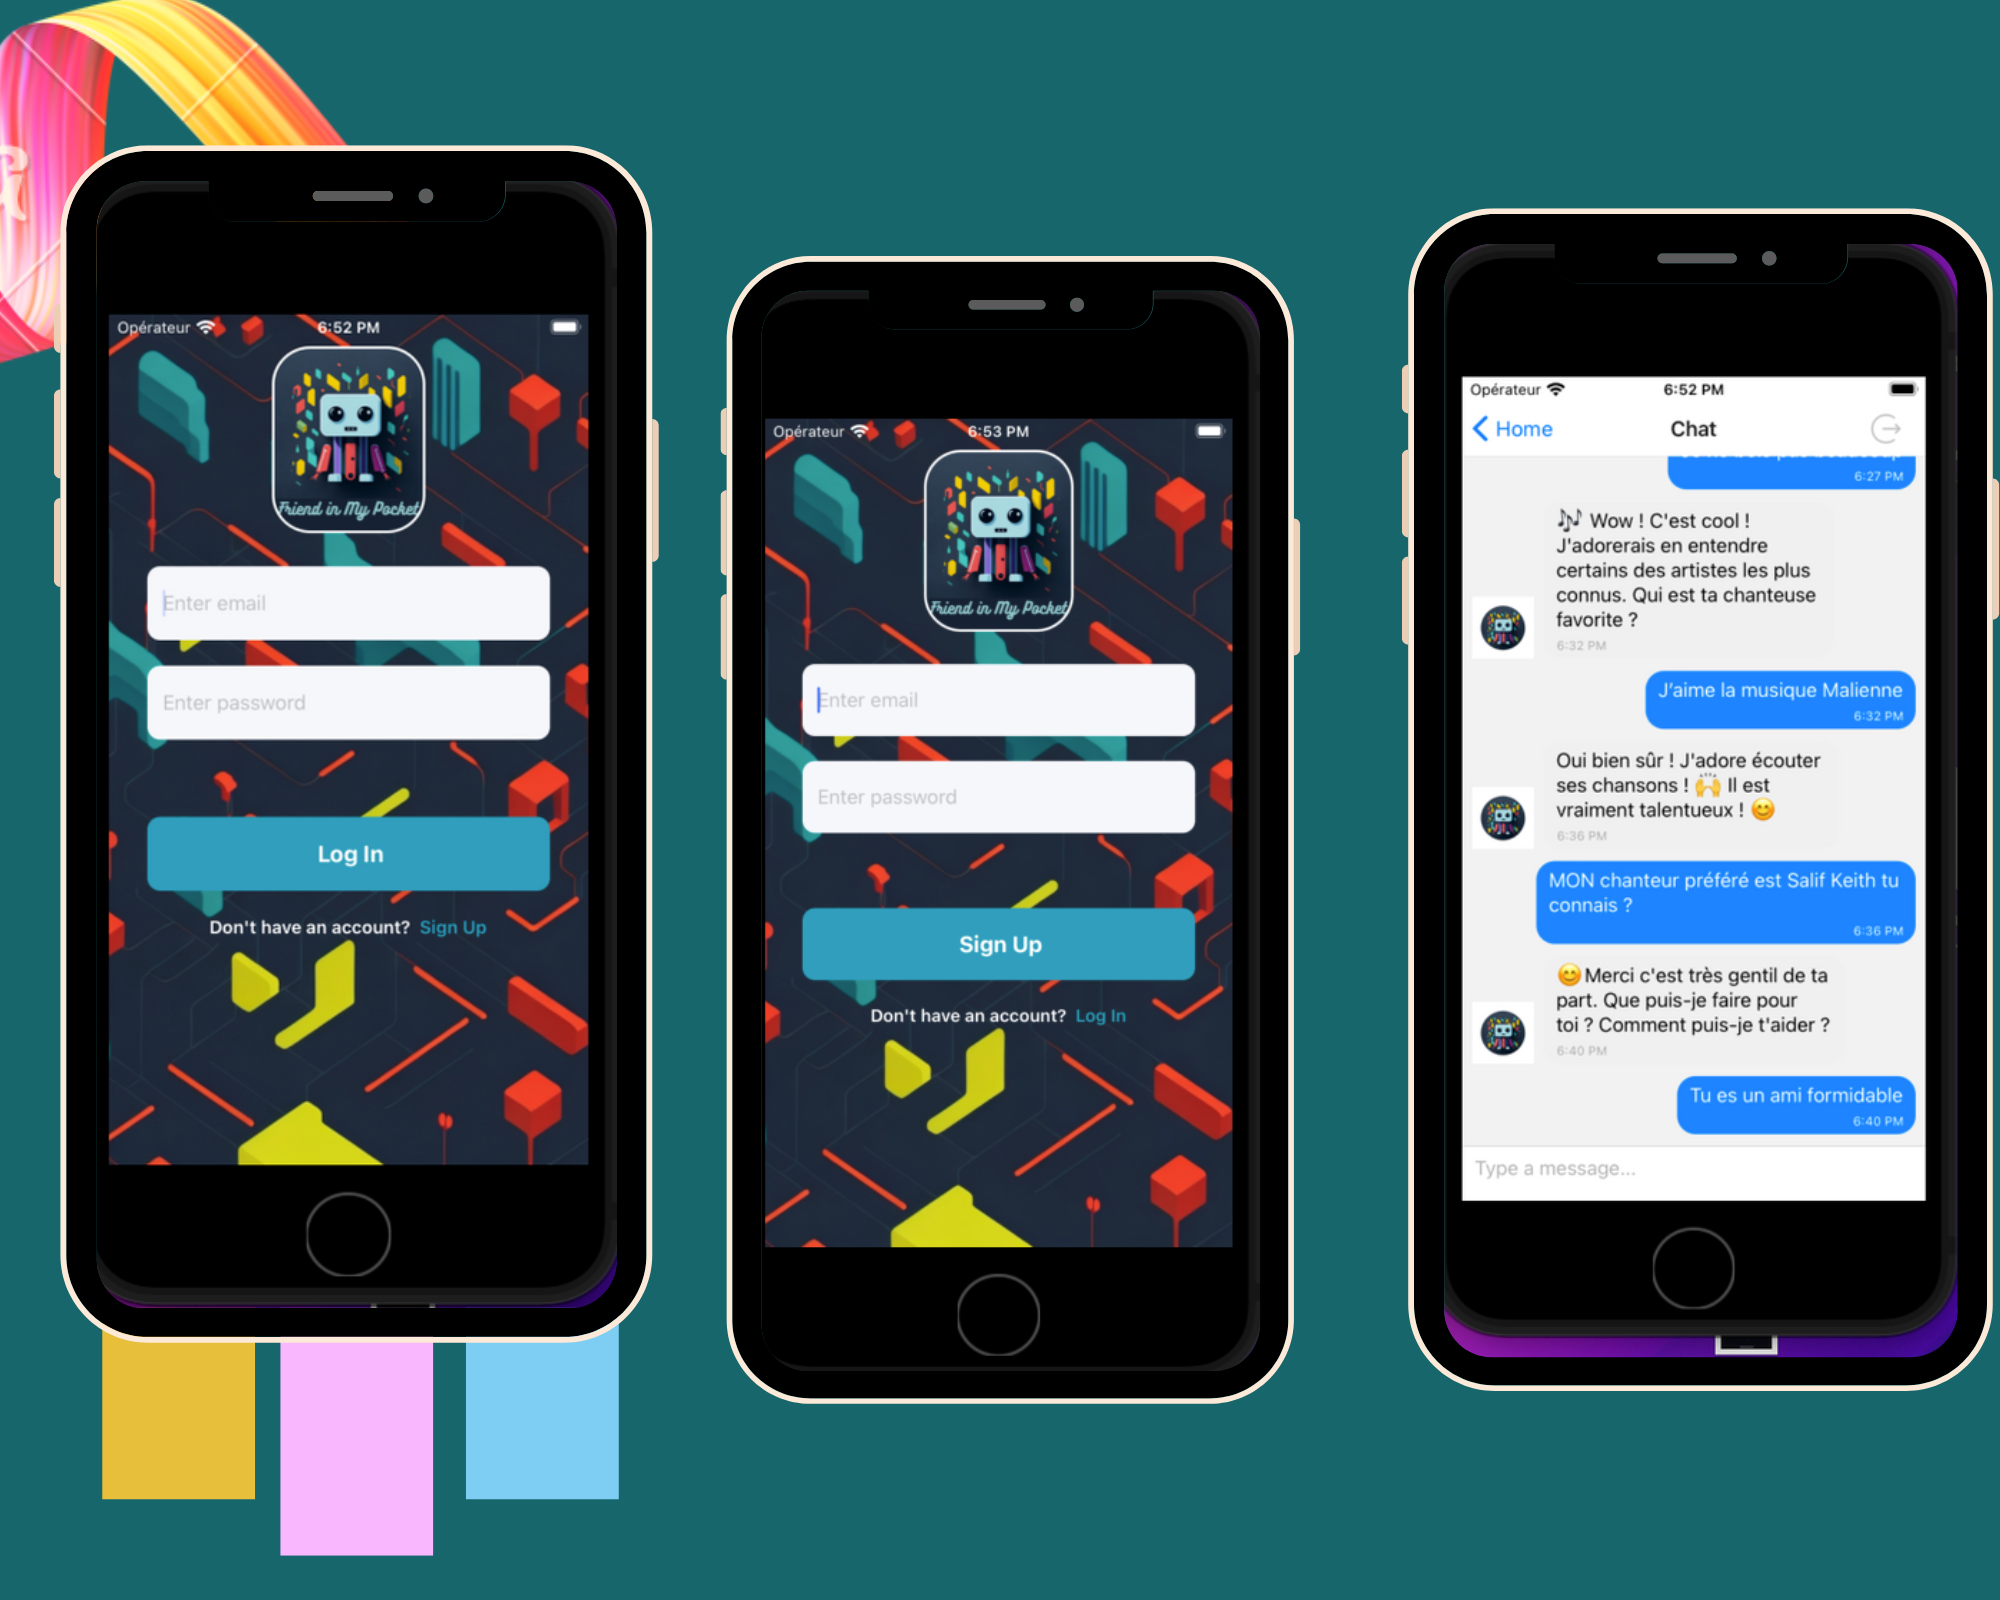 Opérateur
6:52 PM
Friend in My Pocket
Enter email
Enter password
Log In
Don't have an account? Sign Up
Opérateur
6:53 PM
Friend in My Pocket
Enter email
Enter password
Sign Up
Don't have an account? Log In
Opérateur
6:52 PM
Home
Chat
6:27 PM
Wow ! C'est cool !
J'adorerais en entendre
certains des artistes les plus
connus. Qui est ta chanteuse
favorite ?
6:32 PM
J'aime la musique Malienne
6:32 PM
Oui bien sûr ! J'adore écouter
ses chansons ! 🙌 Il est
vraiment talentueux ! 😊
6:36 PM
MON chanteur préféré est Salif Keith tu
connais ?
6:36 PM
😊 Merci c'est très gentil de ta
part. Que puis-je faire pour
toi ? Comment puis-je t'aider ?
6:40 PM
Tu es un ami formidable
6:40 PM
Type a message...